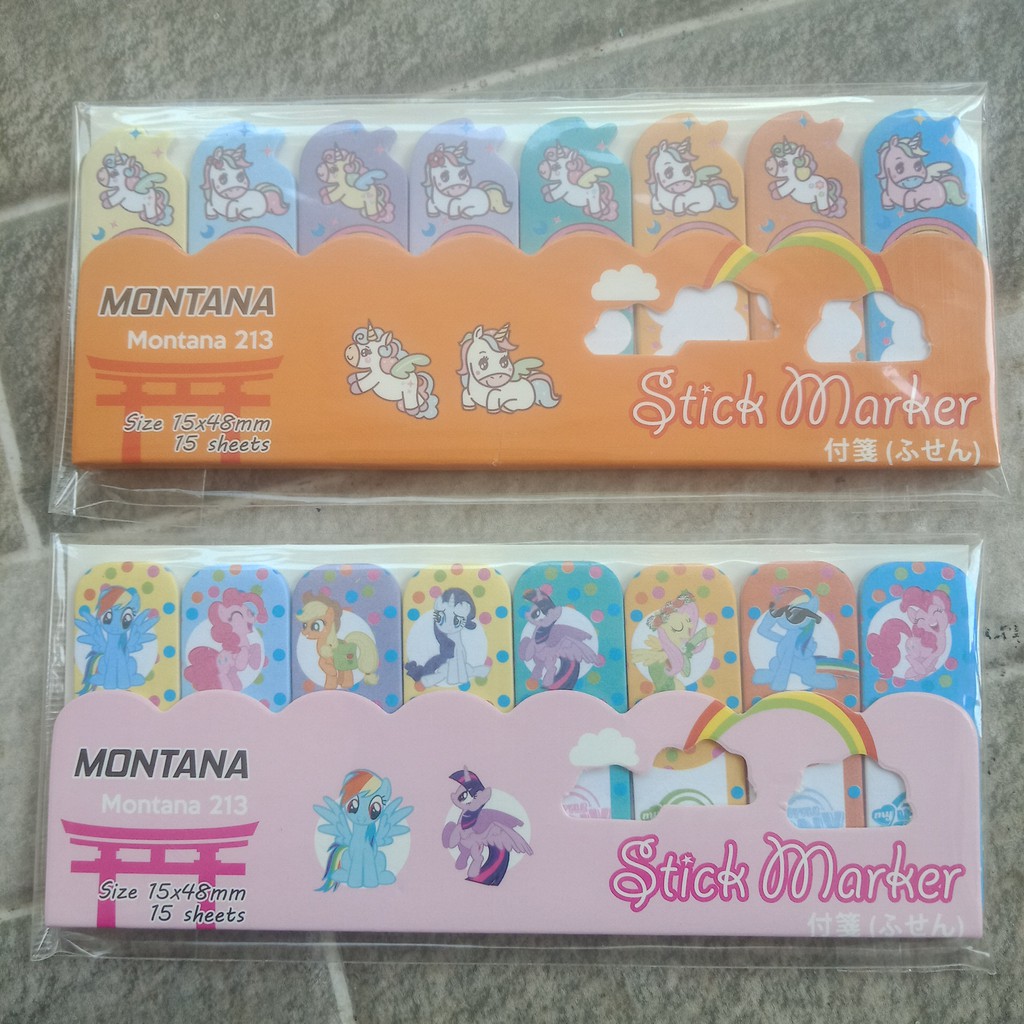 MONTANA
Montana 213
Size 15x48mm
15 sheets
Stick Marker
付箋 (ふせん)
MONTANA
Montana 213
Size 15x48mm
15 sheets
my
Stick Marker
付箋 (ふせん)